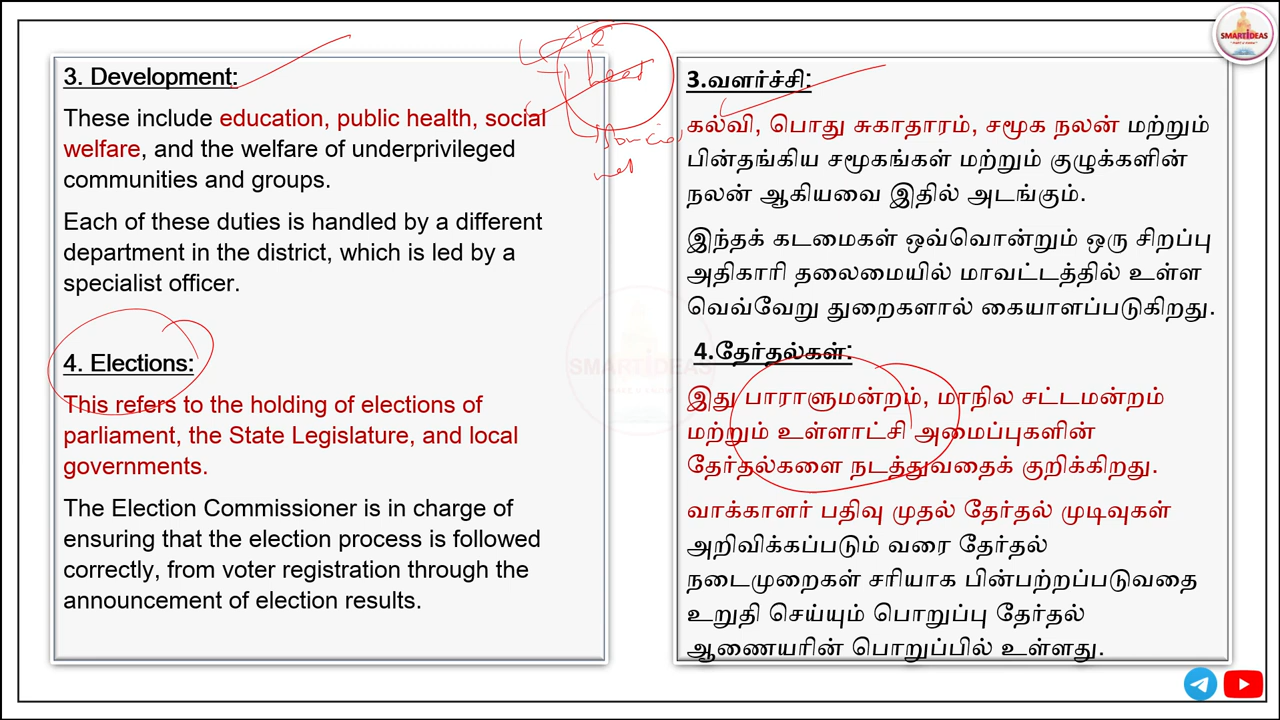 SMARTIDEAS
3. Development:
These include education, public health, social
welfare, and the welfare of underprivileged
communities and groups.
Each of these duties is handled by a different
department in the district, which is led by a
specialist officer.
4. Elections:
This refers to the holding of elections of
parliament, the State Legislature, and local
governments.
The Election Commissioner is in charge of
ensuring that the election process is followed
correctly, from voter registration through the
announcement of election results.
3.வளர்ச்சி:
கல்வி, பொது சுகாதாரம், சமூக நலன் மற்றும்
பின்தங்கிய சமூகங்கள் மற்றும் குழுக்களின்
நலன் ஆகியவை இதில் அடங்கும்.
இந்தக் கடமைகள் ஒவ்வொன்றும் ஒரு சிறப்பு
அதிகாரி தலைமையில் மாவட்டத்தில் உள்ள
வெவ்வேறு துறைகளால் கையாளப்படுகிறது.
4.தேர்தல்கள்:
இது பாராளுமன்றம், மாநில சட்டமன்றம்
மற்றும் உள்ளாட்சி அமைப்புகளின்
தேர்தல்களை நடத்துவதைக் குறிக்கிறது.
வாக்காளர் பதிவு முதல் தேர்தல் முடிவுகள்
அறிவிக்கப்படும் வரை தேர்தல்
நடைமுறைகள் சரியாக பின்பற்றப்படுவதை
உறுதி செய்யும் பொறுப்பு தேர்தல்
ஆணையரின் பொறுப்பில் உள்ளது.
SMARTIDEAS